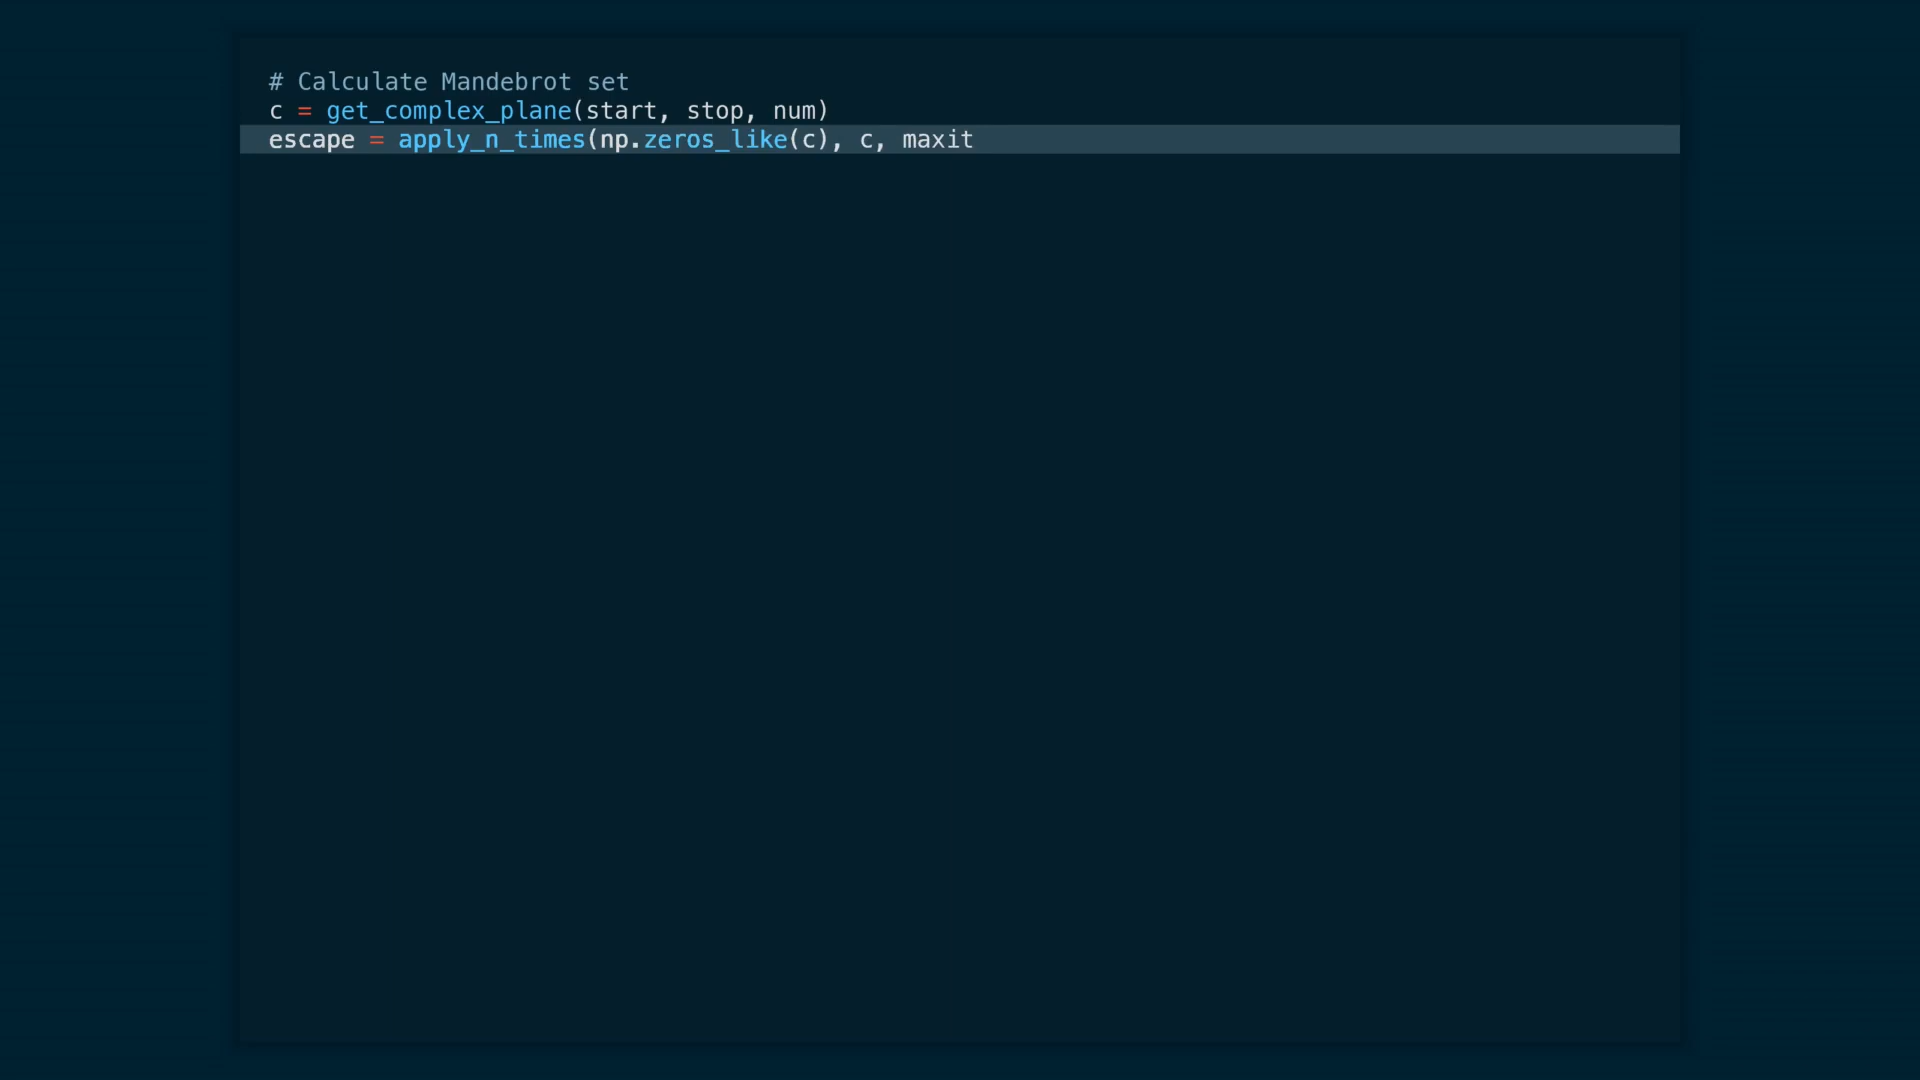 # Calculate Mandebrot set
c = get_complex_plane(start, stop, num)
escape = apply_n_times(np.zeros_like(c), c, maxit